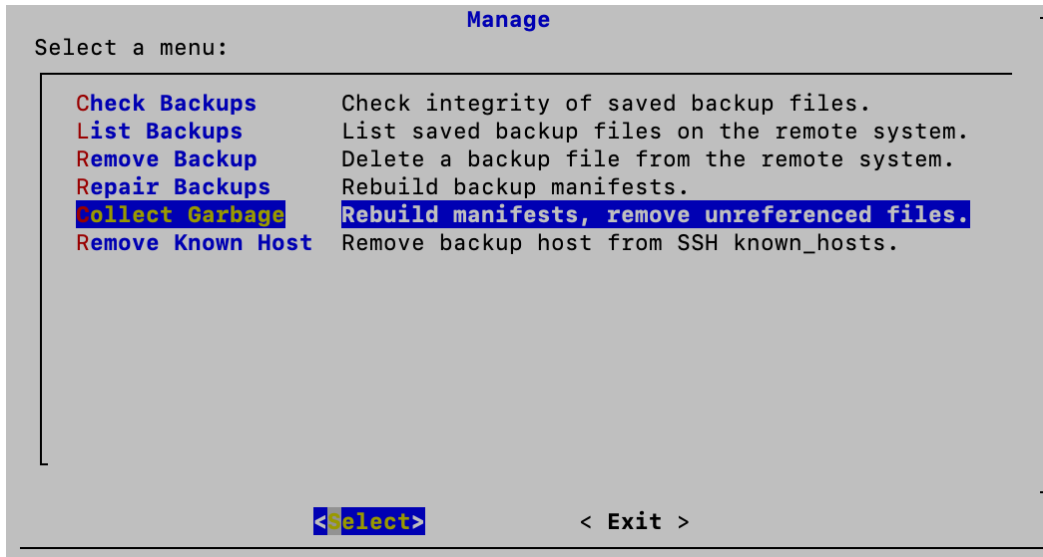 Manage
Select a menu:
Check Backups Check integrity of saved backup files.
List Backups List saved backup files on the remote system.
Remove Backup Delete a backup file from the remote system.
Repair Backups Rebuild backup manifests.
Collect Garbage Rebuild manifests, remove unreferenced files.
Remove Known Host Remove backup host from SSH known_hosts.
<Select> < Exit >